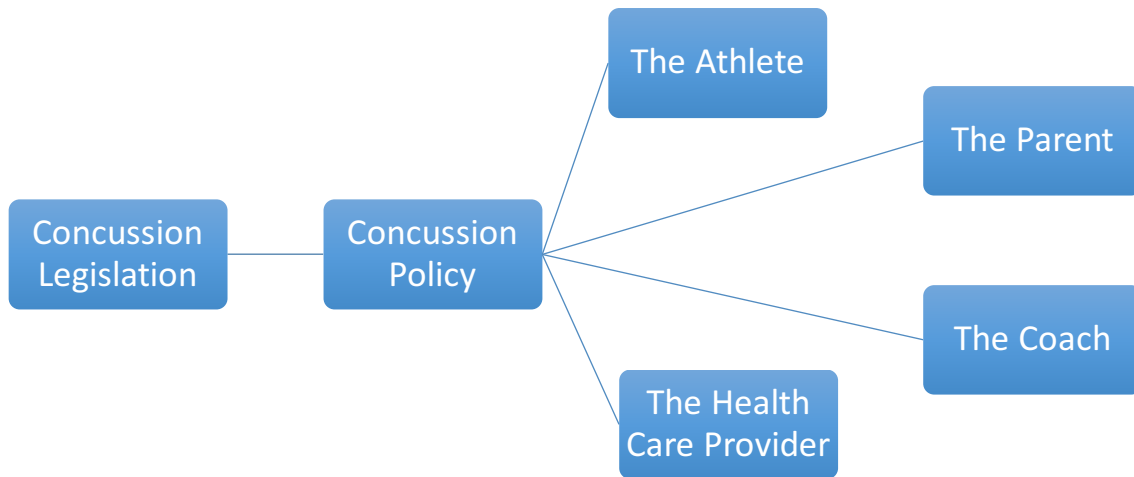 The Athlete
The Parent
Concussion
Legislation
Concussion
Policy
The Coach
The Health
Care Provider